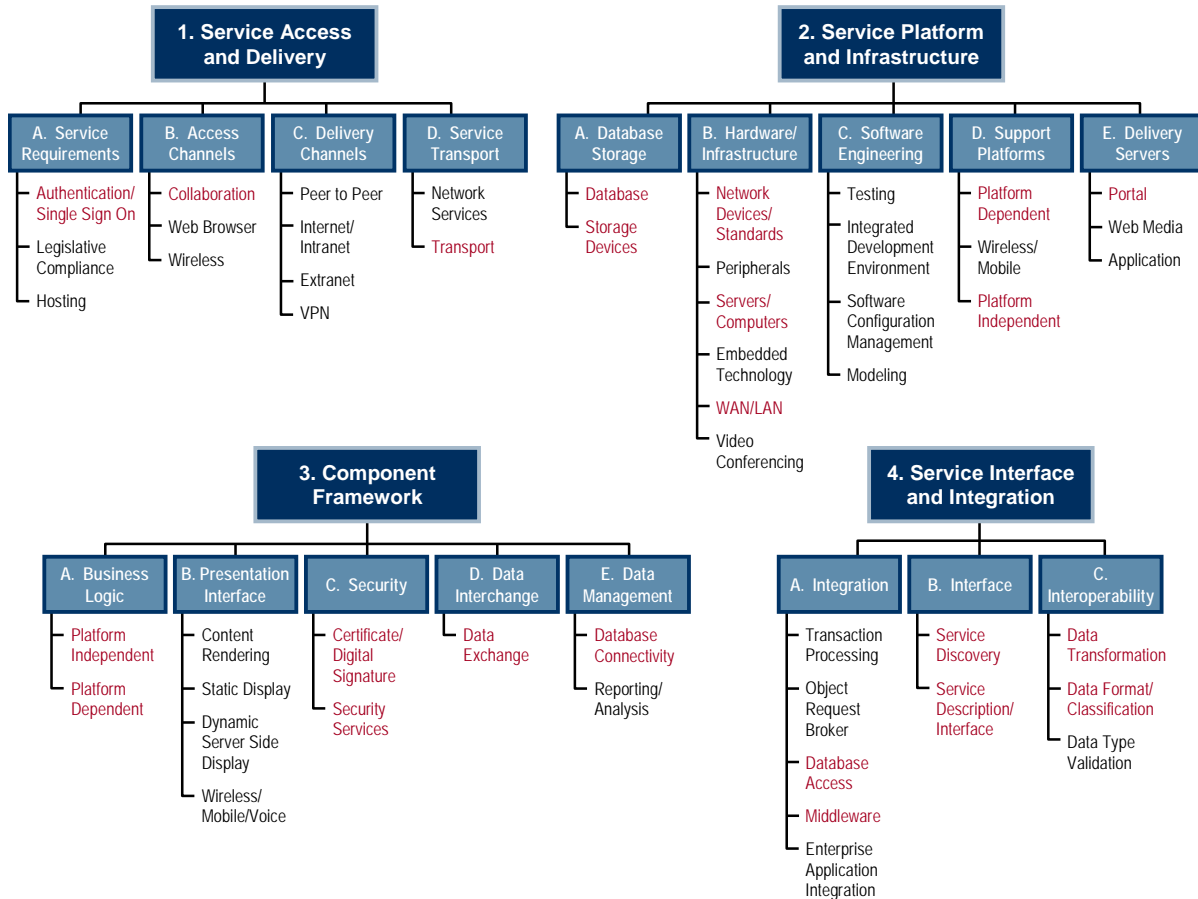 1. Service Access
and Delivery
A. Service
Requirements
Authentication/
Single Sign On
Legislative
Compliance
Hosting
B. Access
Channels
Collaboration
Web Browser
Wireless
C. Delivery
Channels
Peer to Peer
Internet/
Intranet
Extranet
VPN
D. Service
Transport
Network
Services
Transport
2. Service Platform
and Infrastructure
A. Database
Storage
Database
Storage
Devices
B. Hardware/
Infrastructure
Network
Devices/
Standards
Peripherals
Servers/
Computers
Embedded
Technology
WAN/LAN
Video
Conferencing
C. Software
Engineering
Testing
Integrated
Development
Environment
Software
Configuration
Management
Modeling
D. Support
Platforms
Platform
Dependent
Wireless/
Mobile
Platform
Independent
E. Delivery
Servers
Portal
Web Media
Application
3. Component
Framework
A. Business
Logic
Platform
Independent
Platform
Dependent
B. Presentation
Interface
Content
Rendering
Static Display
Dynamic
Server Side
Display
Wireless/
Mobile/Voice
C. Security
Certificate/
Digital
Signature
Security
Services
D. Data
Interchange
Data
Exchange
E. Data
Management
Database
Connectivity
Reporting/
Analysis
4. Service Interface
and Integration
A. Integration
Transaction
Processing
Object
Request
Broker
Database
Access
Middleware
Enterprise
Application
Integration
B. Interface
Service
Discovery
Service
Description/
Interface
C.
Interoperability
Data
Transformation
Data Format/
Classification
Data Type
Validation